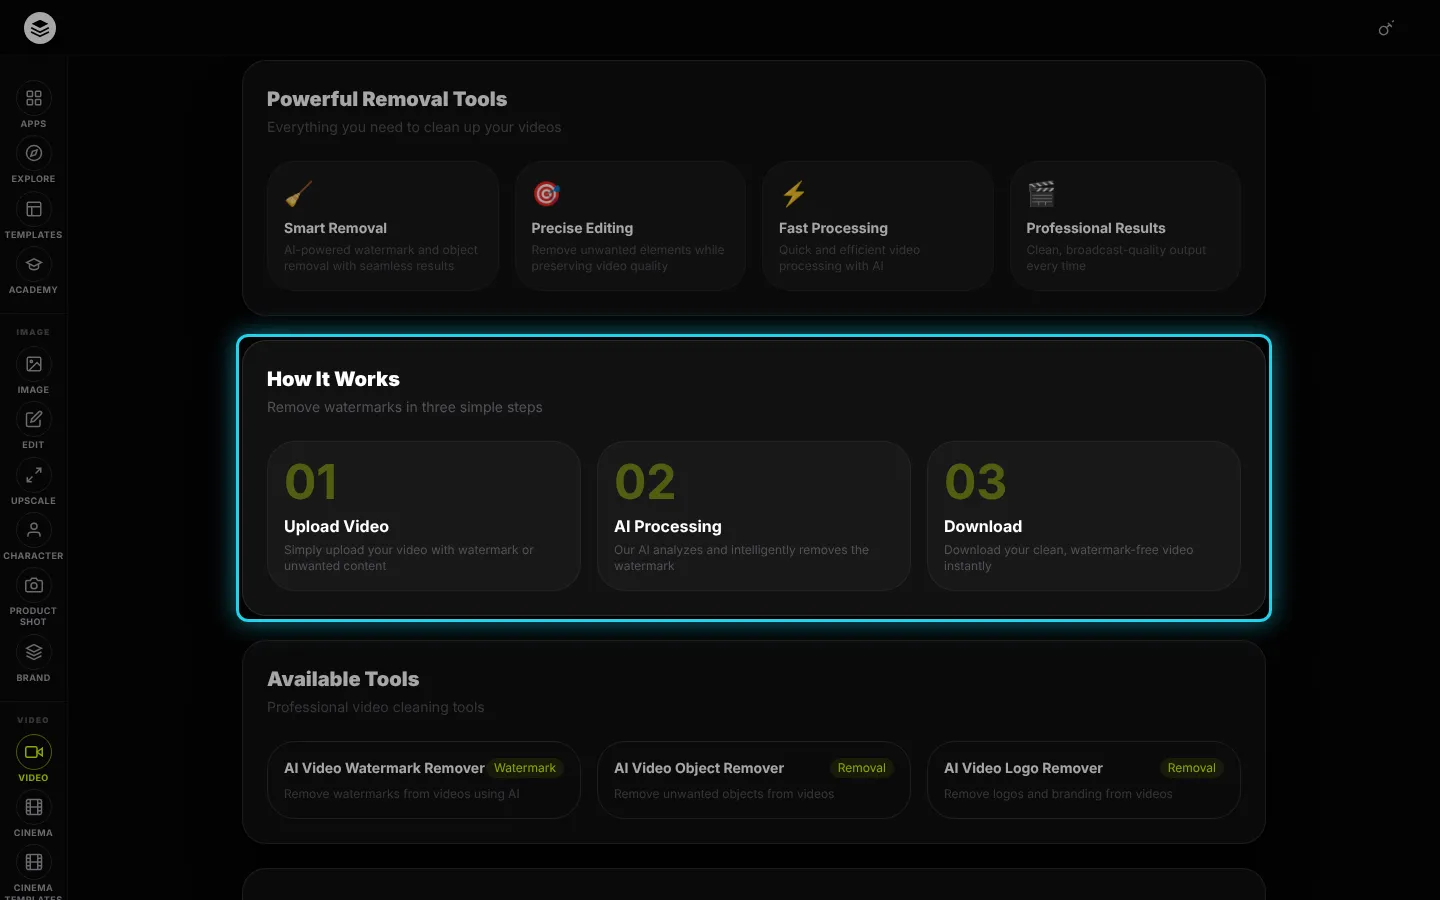 APPS
EXPLORE
TEMPLATES
ACADEMY
IMAGE
IMAGE
EDIT
UPSCALE
CHARACTER
PRODUCT
SHOT
BRAND
VIDEO
VIDEO
CINEMA
CINEMA
TEMPLATES
Powerful Removal Tools
Everything you need to clean up your videos
Smart Removal
AI-powered watermark and object
removal with seamless results
Precise Editing
Remove unwanted elements while
preserving video quality
Fast Processing
Quick and efficient video
processing with AI
Professional Results
Clean, broadcast-quality output
every time
How It Works
Remove watermarks in three simple steps
01
Upload Video
Simply upload your video with watermark or
unwanted content
02
AI Processing
Our AI analyzes and intelligently removes the
watermark
03
Download
Download your clean, watermark-free video
instantly
Available Tools
Professional video cleaning tools
AI Video Watermark Remover Watermark
Remove watermarks from videos using AI
AI Video Object Remover Removal
Remove unwanted objects from videos
AI Video Logo Remover Removal
Remove logos and branding from videos